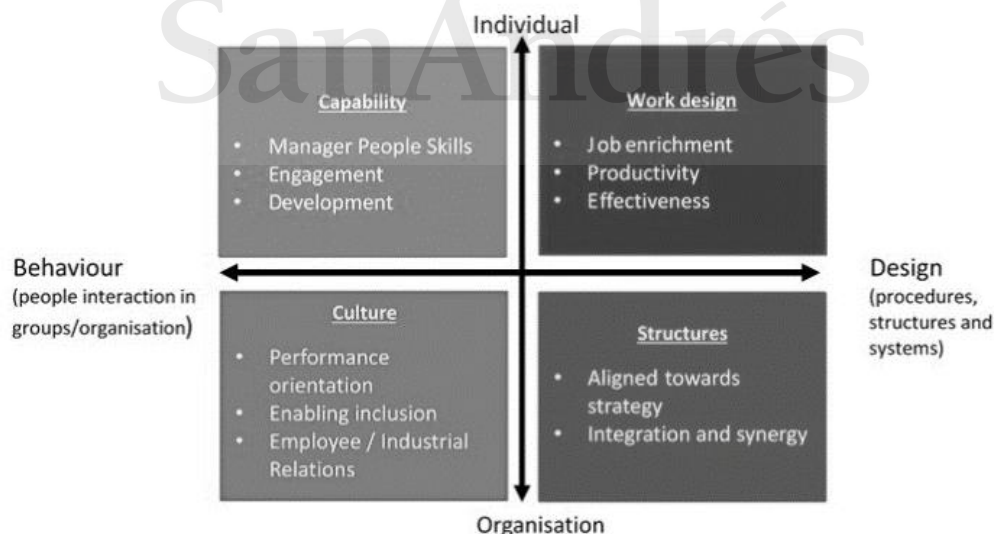 SanAndrés
Individual
Capability
• Manager People Skills
• Engagement
• Development
Work design
• Job enrichment
• Productivity
• Effectiveness
Behaviour
(people interaction in
groups/organisation)
Design
(procedures,
structures and
systems)
Culture
• Performance
orientation
• Enabling inclusion
• Employee / Industrial
Relations
Structures
• Aligned towards
strategy
• Integration and synergy
Organisation